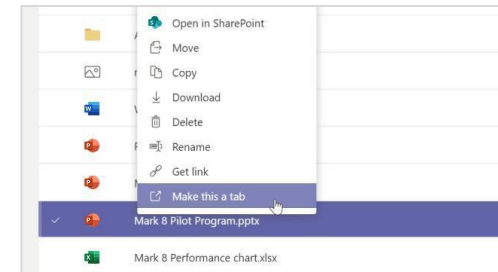 Open in SharePoint
Move
Copy
Download
Delete
Rename
Get link
Make this a tab
Mark 8 Pilot Program.pptx
Mark 8 Performance chart.xlsx